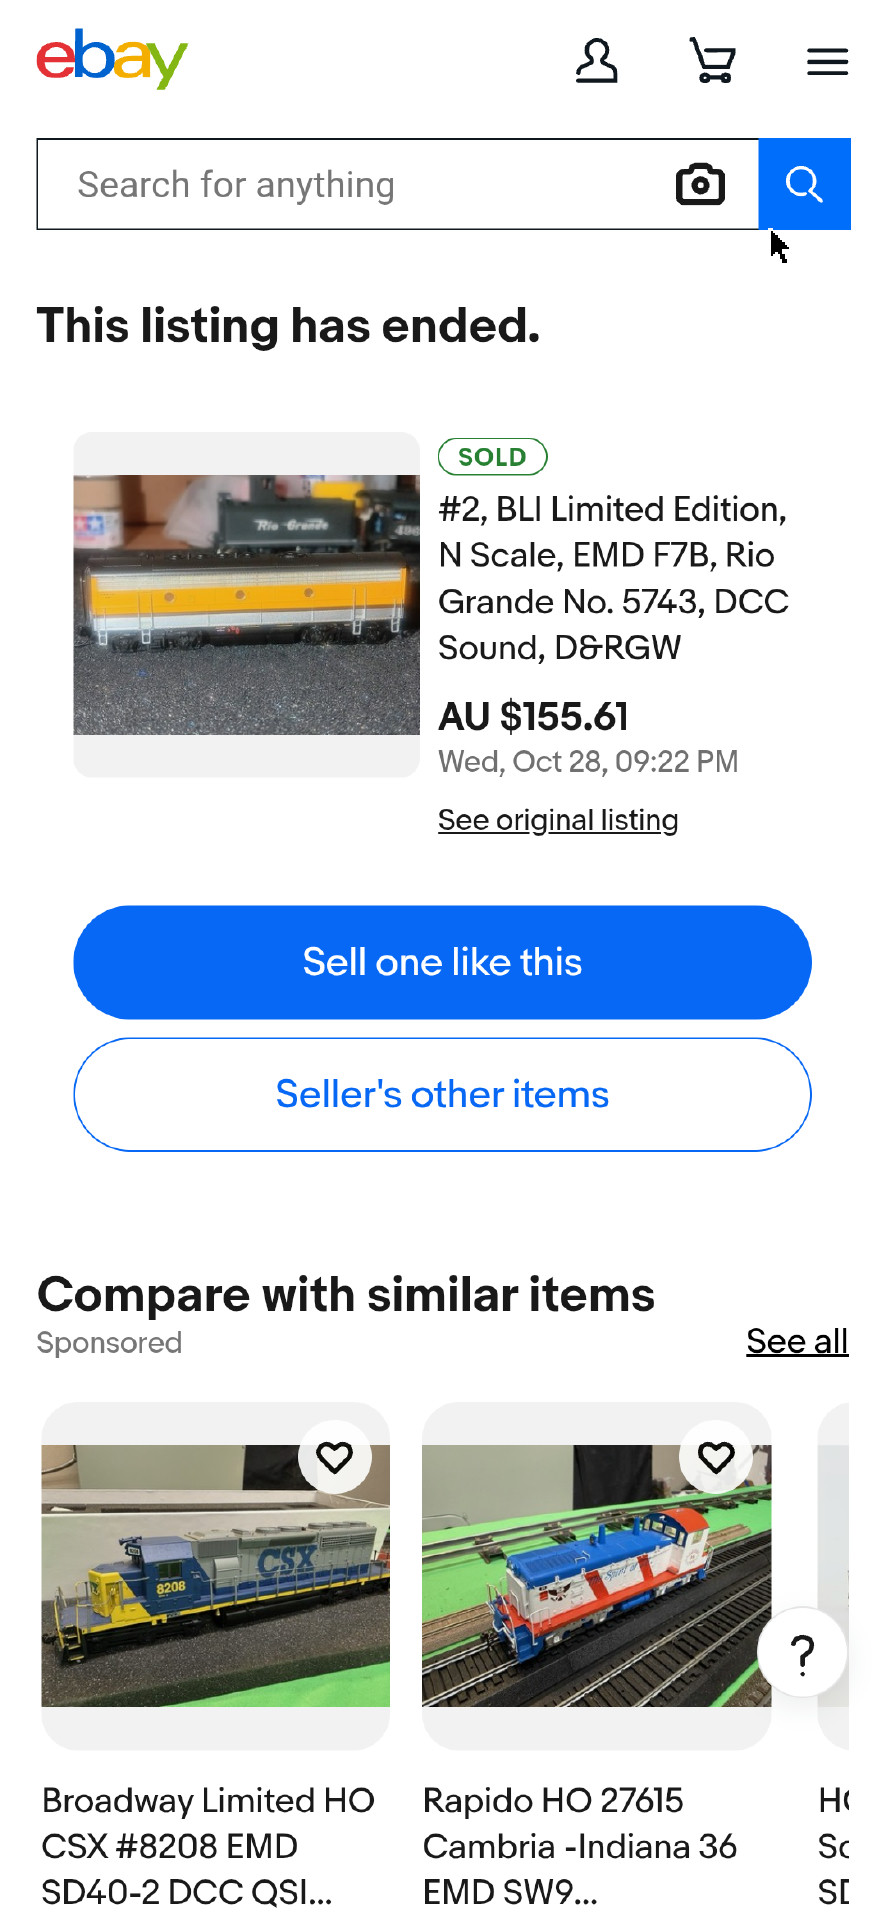 ebay
Search for anything
This listing has ended.
SOLD
#2, BLI Limited Edition,
N Scale, EMD F7B, Rio
Grande No. 5743, DCC
Sound, D&RGW
AU $155.61
Wed, Oct 28, 09:22 PM
See original listing
Rio Grande
Sell one like this
Seller's other items
Compare with similar items
Sponsored
See all
CSX
8208
?
Broadway Limited HO
CSX #8208 EMD
SD40-2 DCC QSI...
Rapido HO 27615
Cambria -Indiana 36
EMD SW9...